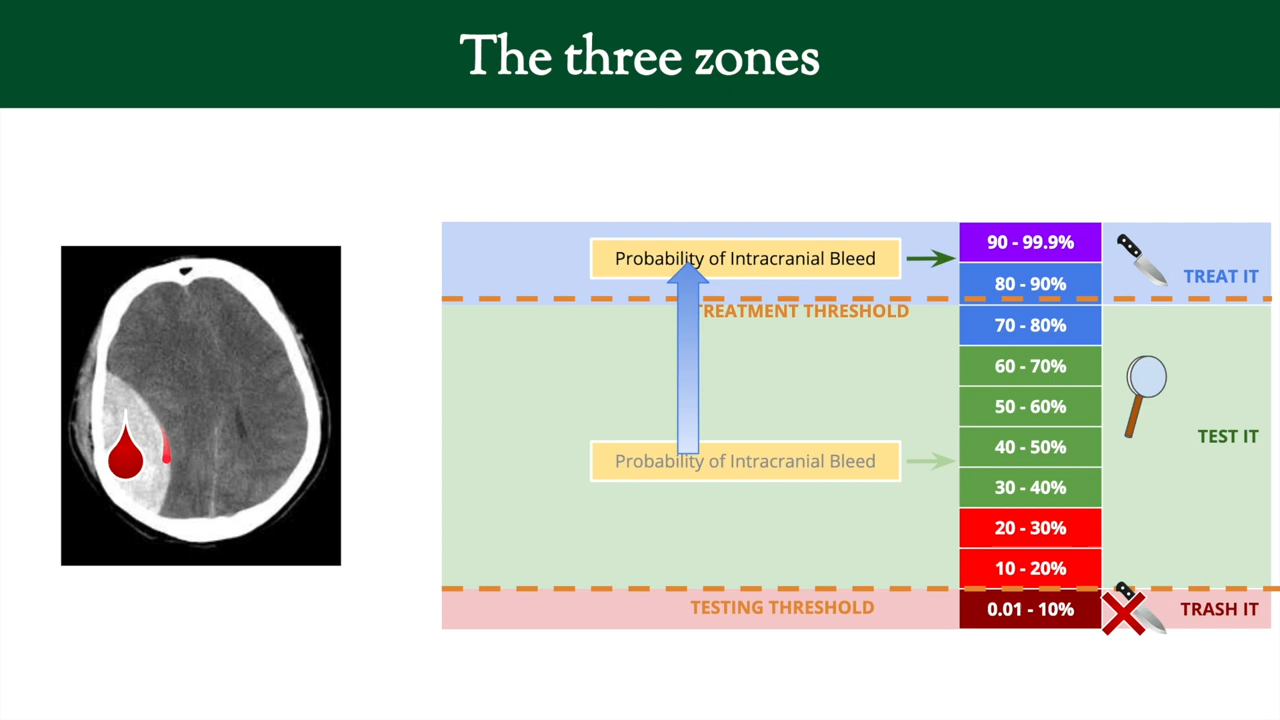 The three zones
Probability of Intracranial Bleed
90 - 99.9%
80 - 90%
TREAT IT
TREATMENT THRESHOLD
70 - 80%
60 - 70%
50 - 60%
TEST IT
40 - 50%
Probability of Intracranial Bleed
30 - 40%
20 - 30%
10 - 20%
TESTING THRESHOLD
0.01 - 10%
TRASH IT